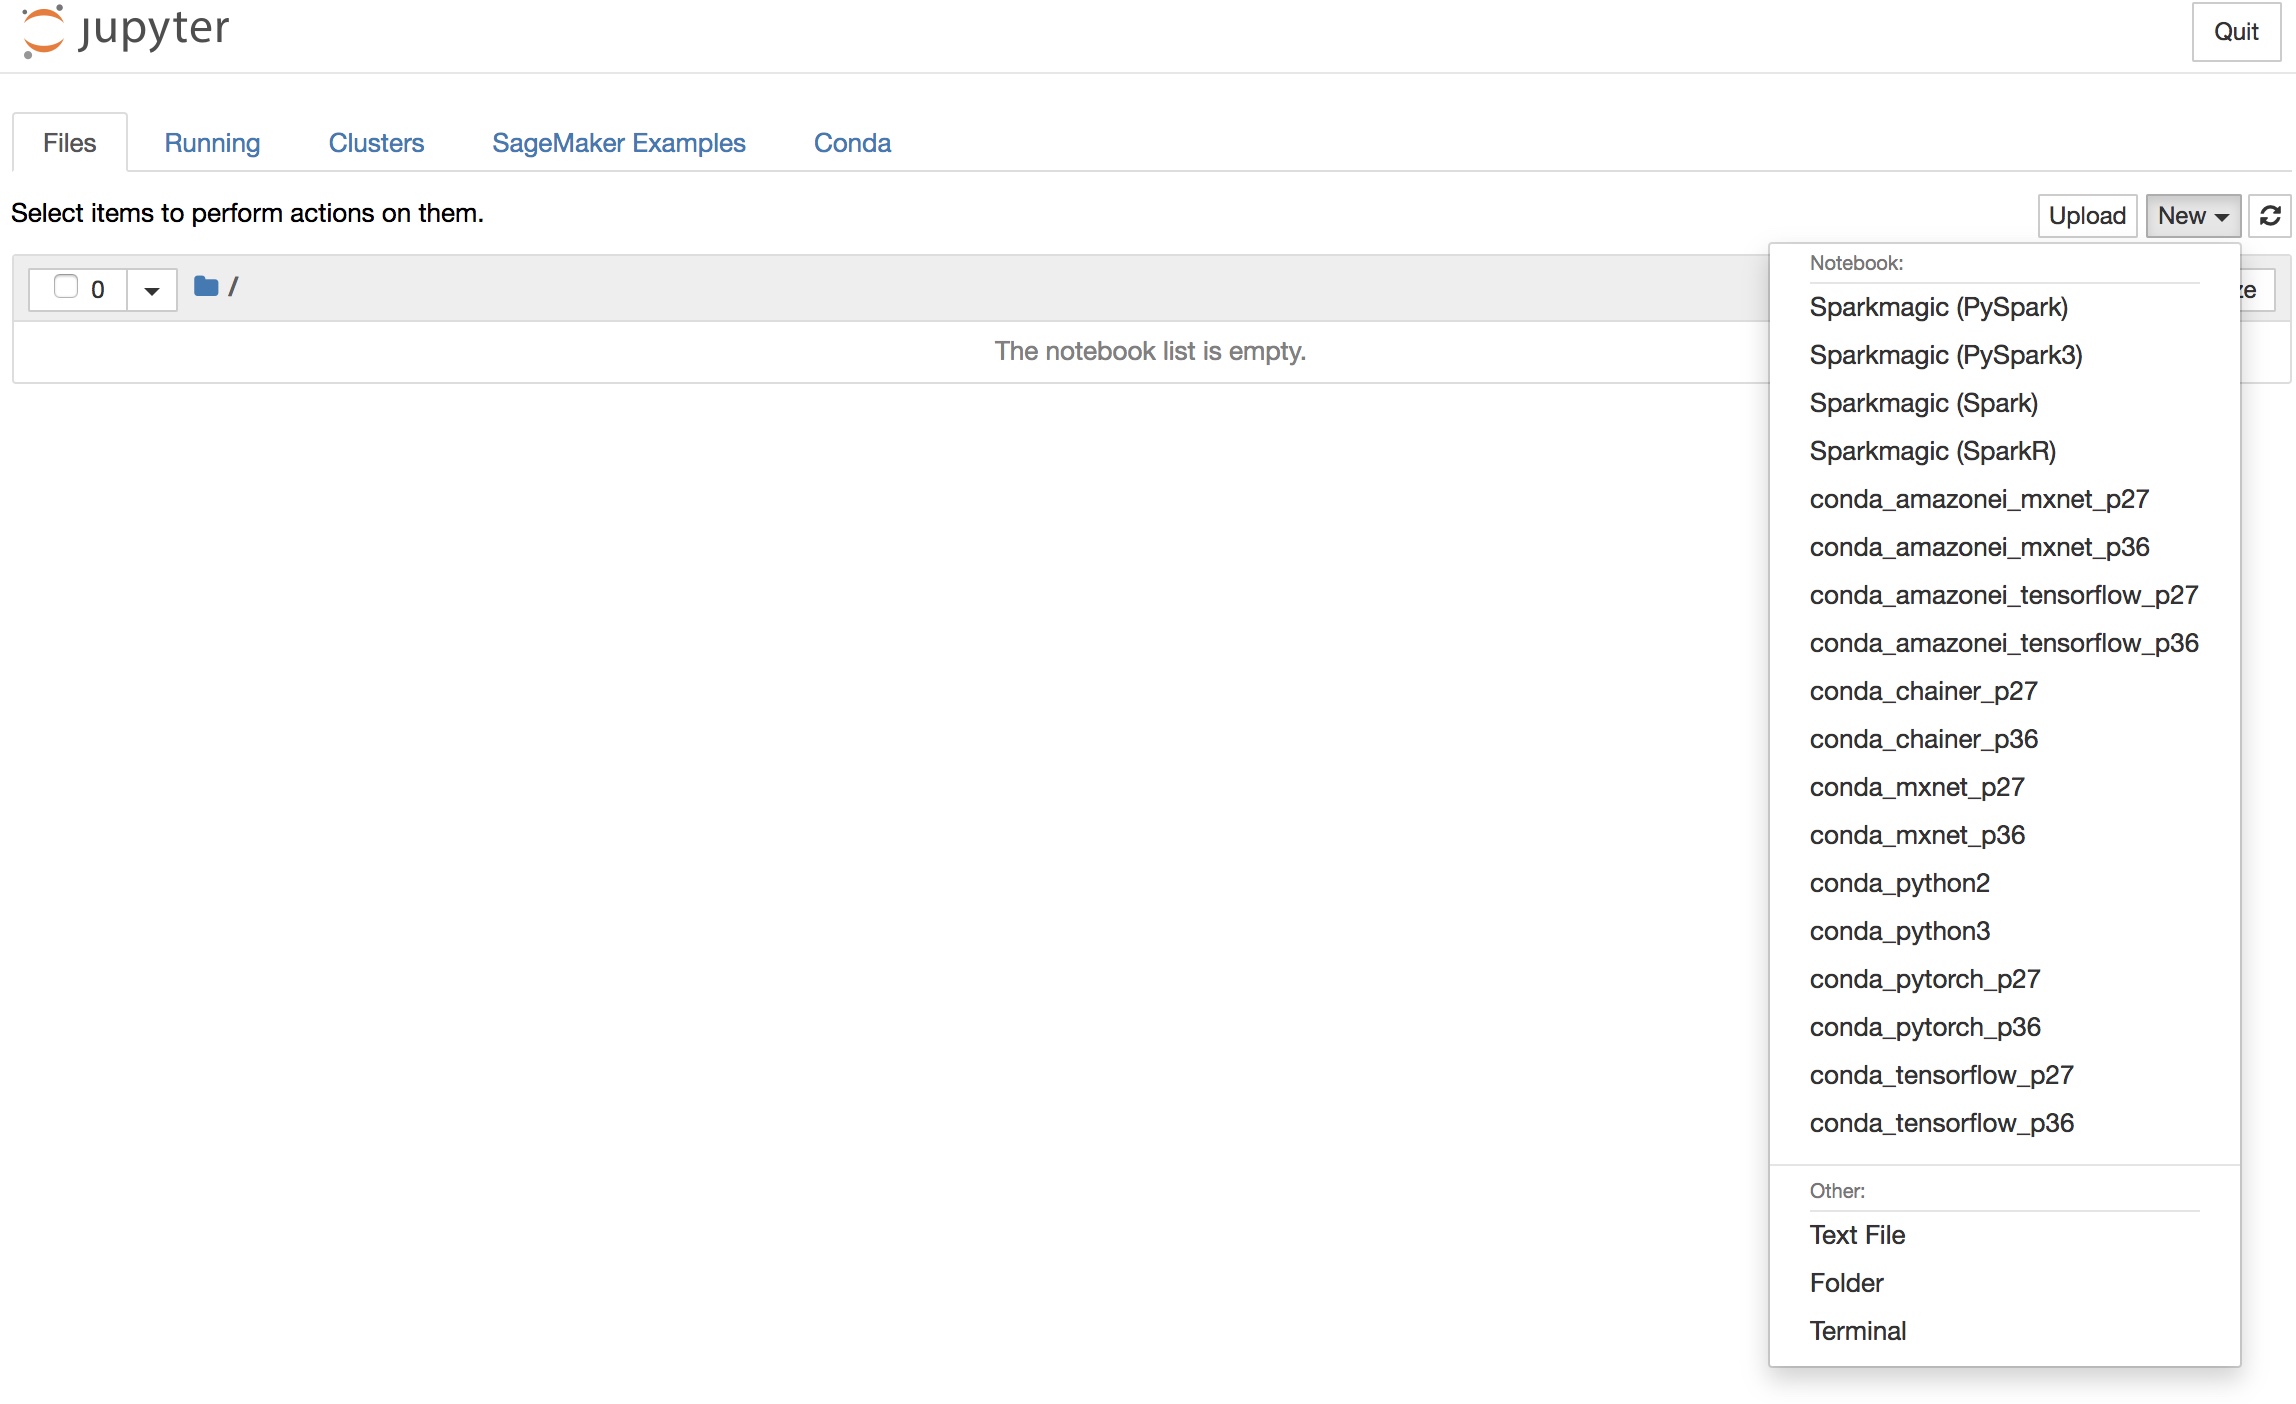 jupyter
Quit
Files Running Clusters SageMaker Examples Conda
Select items to perform actions on them.
Upload New
0 /
The notebook list is empty.
Notebook:
Sparkmagic (PySpark)
Sparkmagic (PySpark3)
Sparkmagic (Spark)
Sparkmagic (SparkR)
conda_amazonei_mxnet_p27
conda_amazonei_mxnet_p36
conda_amazonei_tensorflow_p27
conda_amazonei_tensorflow_p36
conda_chainer_p27
conda_chainer_p36
conda_mxnet_p27
conda_mxnet_p36
conda_python2
conda_python3
conda_pytorch_p27
conda_pytorch_p36
conda_tensorflow_p27
conda_tensorflow_p36
Other:
Text File
Folder
Terminal